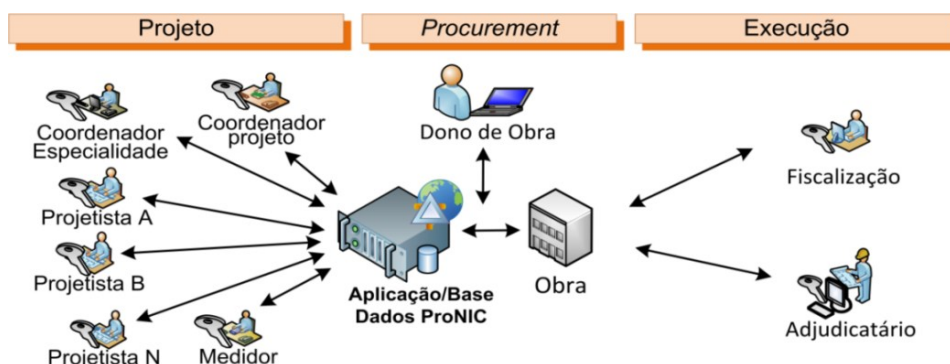 Projeto
Procurement
Execução
Coordenador
Especialidade
Coordenador
projeto
Projetista A
Projetista B
Projetista N
Medidor
Dono de Obra
Aplicação/Base
Dados ProNIC
Obra
Fiscalização
Adjudicatário